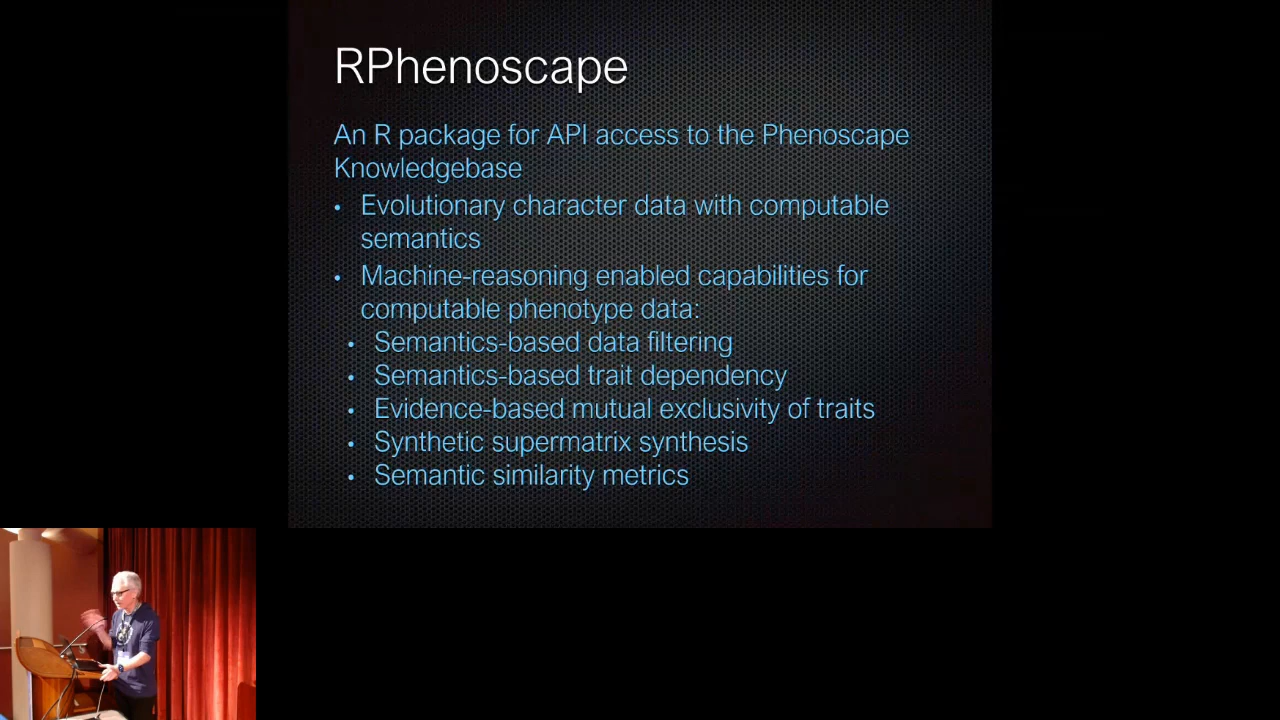 RPhenoscape
An R package for API access to the Phenoscape
Knowledgebase
• Evolutionary character data with computable
semantics
• Machine-reasoning enabled capabilities for
computable phenotype data:
• Semantics-based data filtering
• Semantics-based trait dependency
• Evidence-based mutual exclusivity of traits
• Synthetic supermatrix synthesis
• Semantic similarity metrics